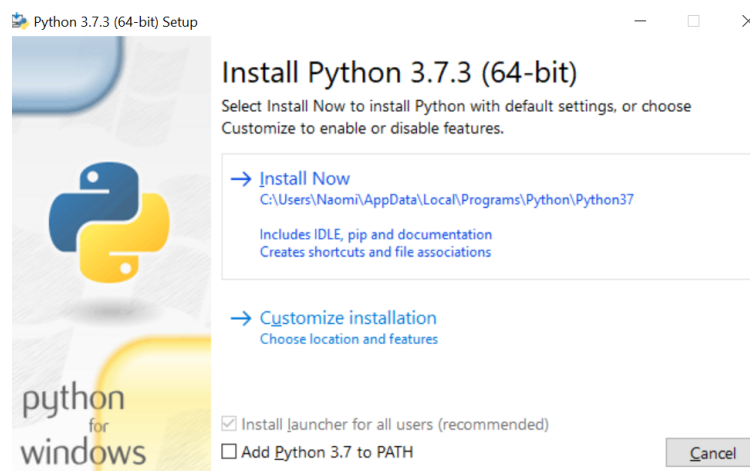 Python 3.7.3 (64-bit) Setup
Install Python 3.7.3 (64-bit)
Select Install Now to install Python with default settings, or choose
Customize to enable or disable features.
Install Now
C:\Users\Naomi\AppData\Local\Programs\Python\Python37
Includes IDLE, pip and documentation
Creates shortcuts and file associations
Customize installation
Choose location and features
python
for
windows
Install launcher for all users (recommended)
Add Python 3.7 to PATH
Cancel